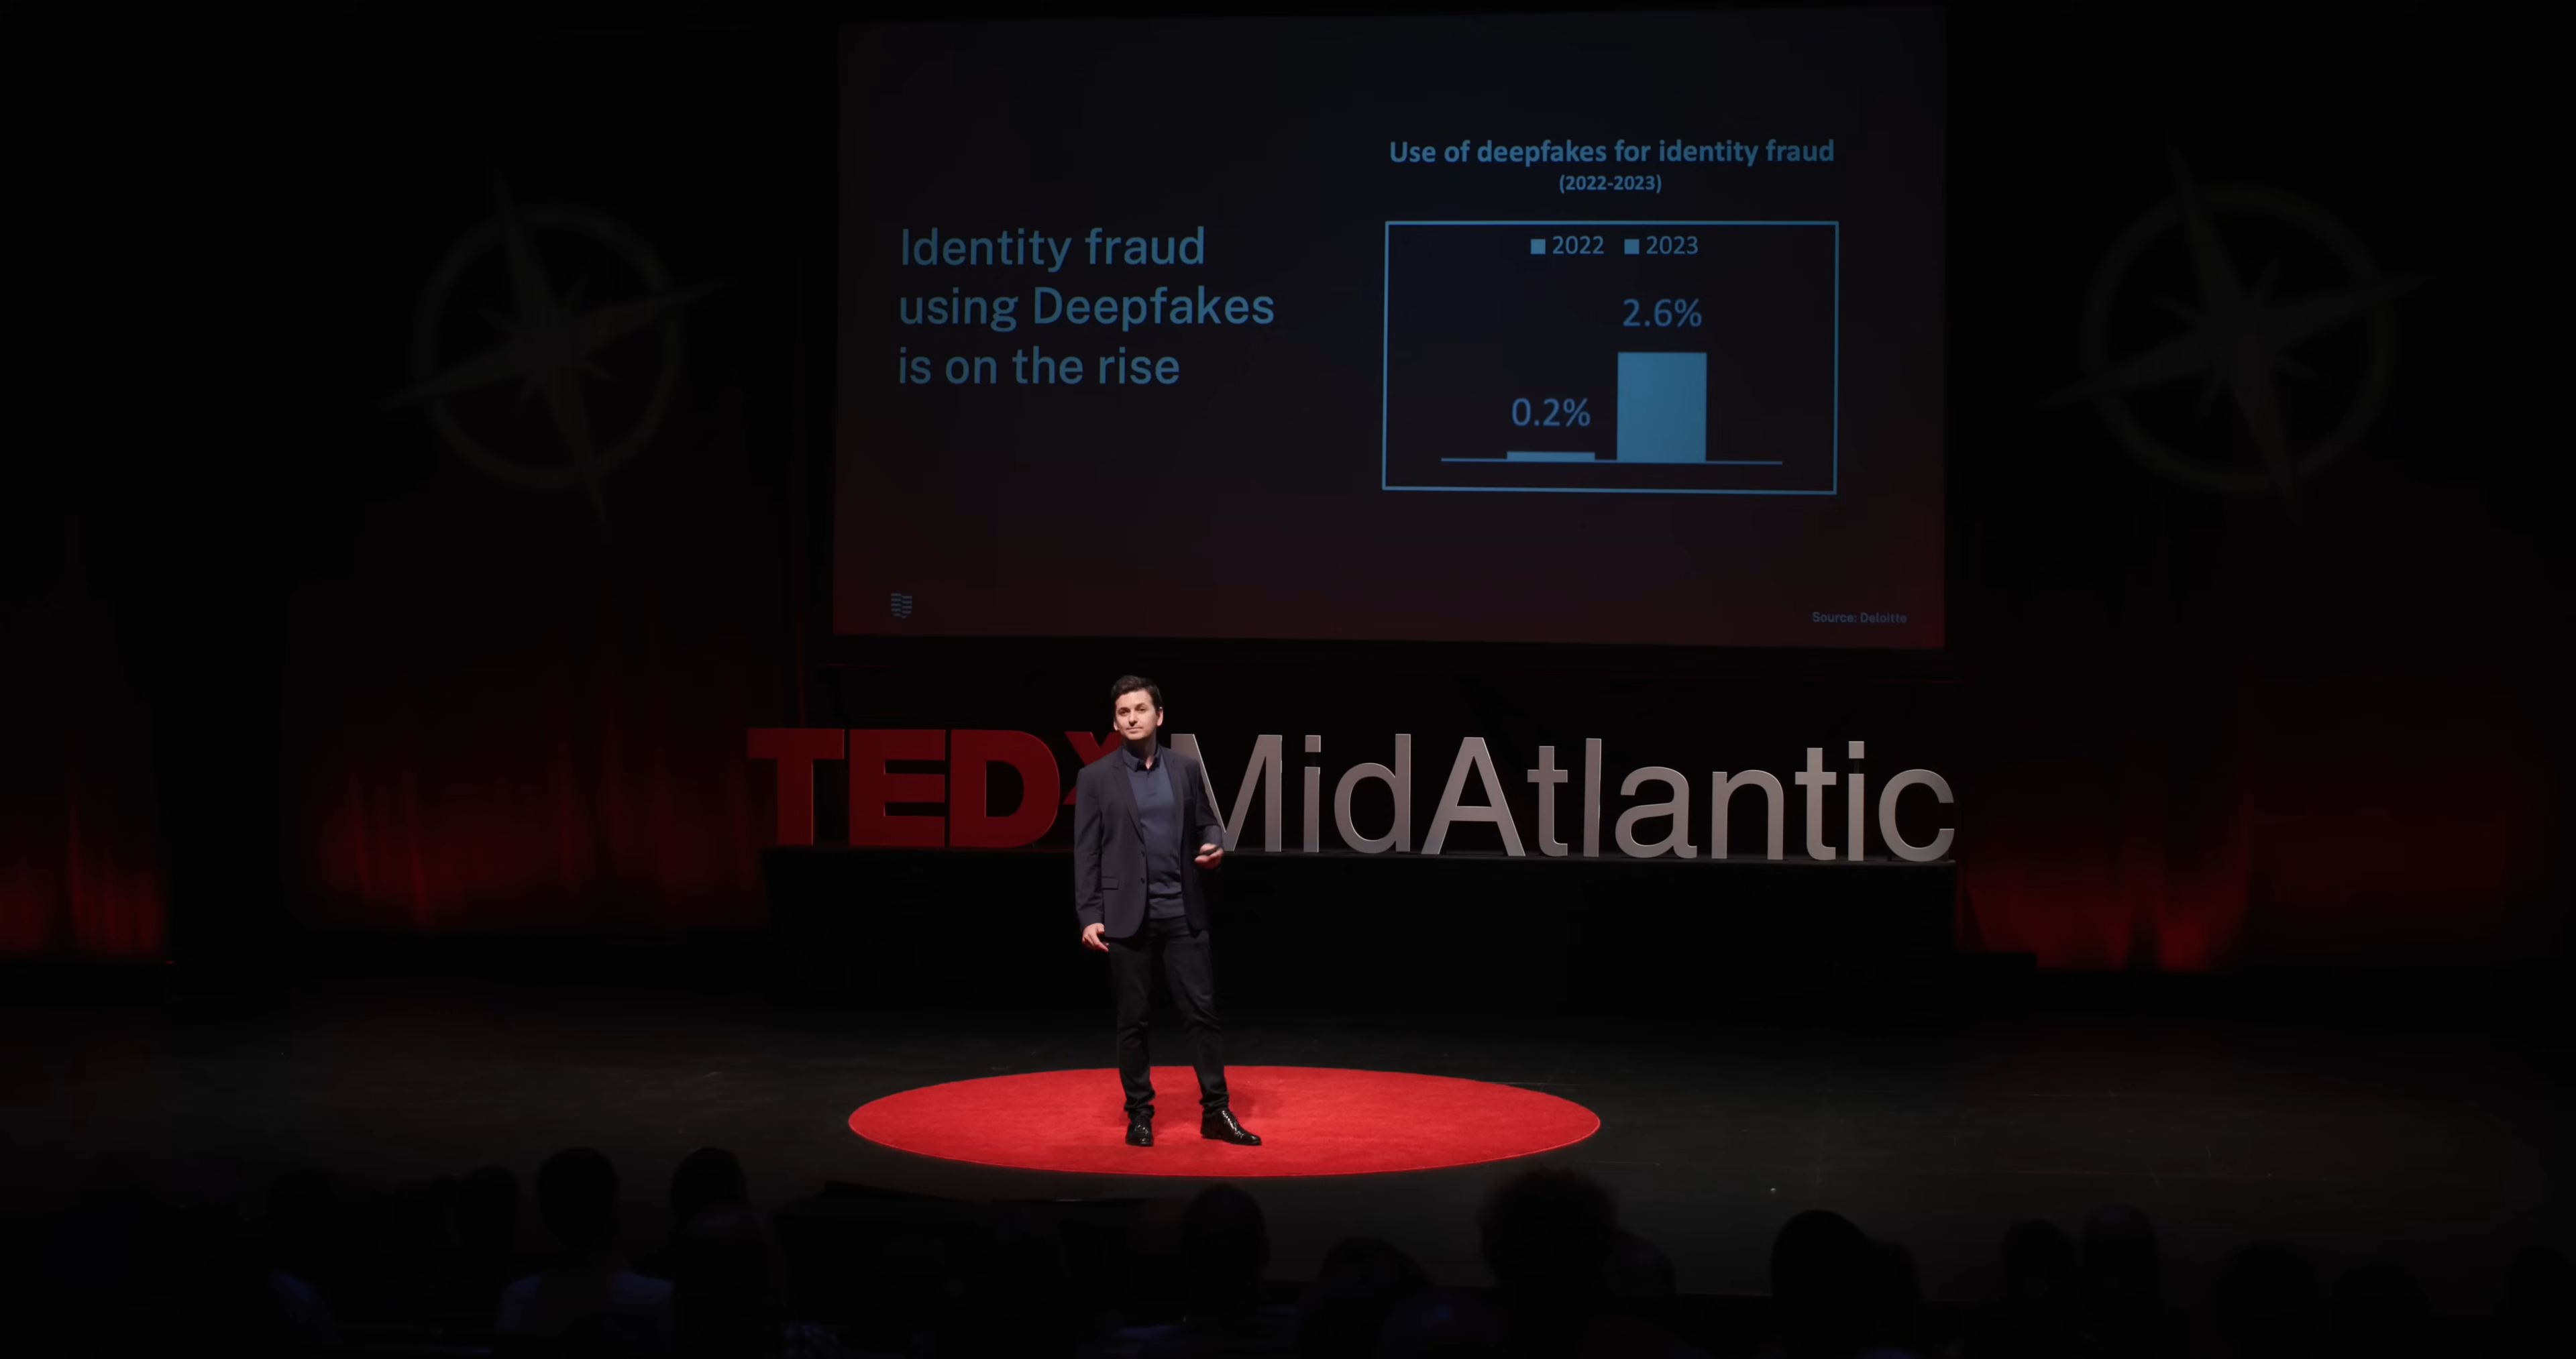 Identity fraud
using Deepfakes
is on the rise
Use of deepfakes for identity fraud
(2022-2023)
2022 2023
2.6%
0.2%
Source: Deloitte
TEDx MidAtlantic